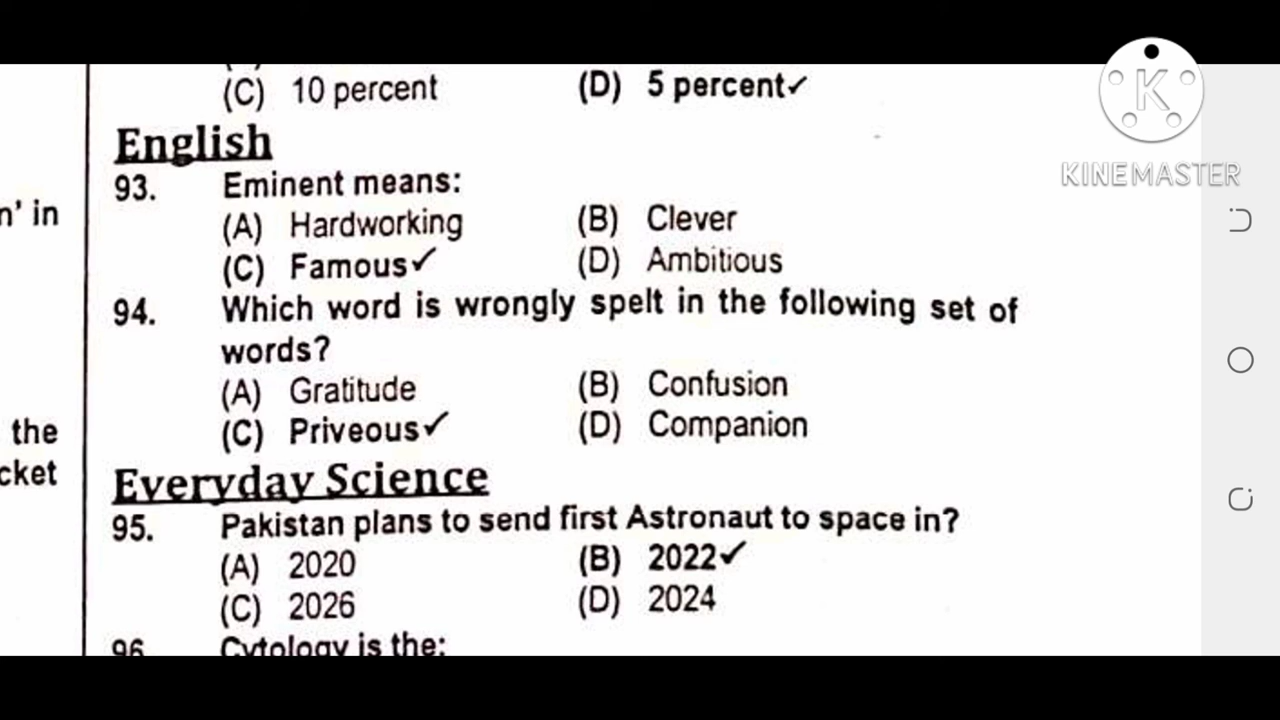 (C) 10 percent (D) 5 percent✓
English
93. Eminent means:
(A) Hardworking (B) Clever
n' in
(C) Famous✓ (D) Ambitious
94. Which word is wrongly spelt in the following set of
words?
(A) Gratitude (B) Confusion
the
(C) Priveous✓ (D) Companion
cket
Everyday Science
95. Pakistan plans to send first Astronaut to space in?
(A) 2020 (B) 2022✓
(C) 2026 (D) 2024
96. Cytology is the:
K
KINEMASTER